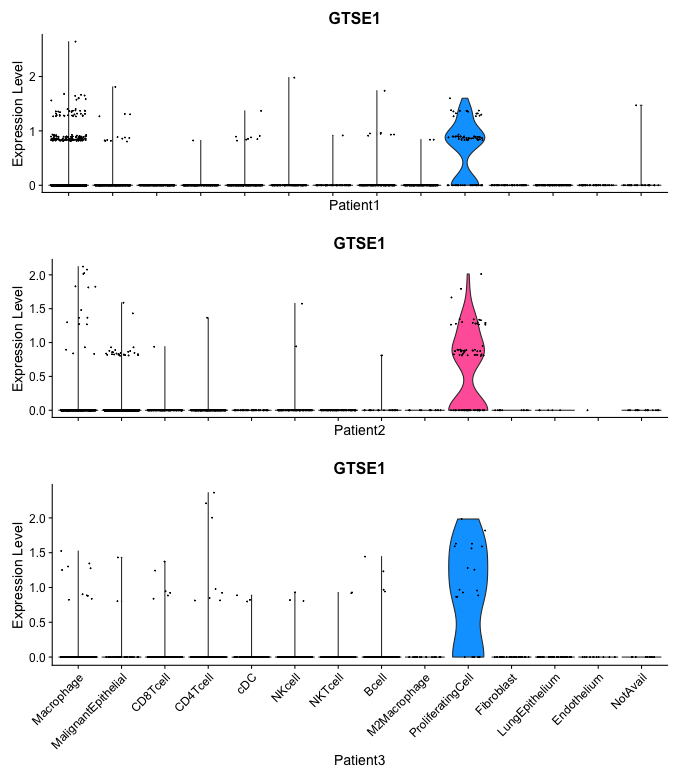 GTSE1
Expression Level
2
1
0
Patient1
GTSE1
Expression Level
2.0
1.5
1.0
0.5
0.0
Patient2
GTSE1
Expression Level
2.0
1.5
1.0
0.5
0.0
Macrophage
MalignantEpithelial
CD8Tcell
CD4Tcell
cDC
NKcell
NKTcell
Bcell
M2Macrophage
ProliferatingCell
Fibroblast
LungEpithelium
Endothelium
NotAvail
Patient3